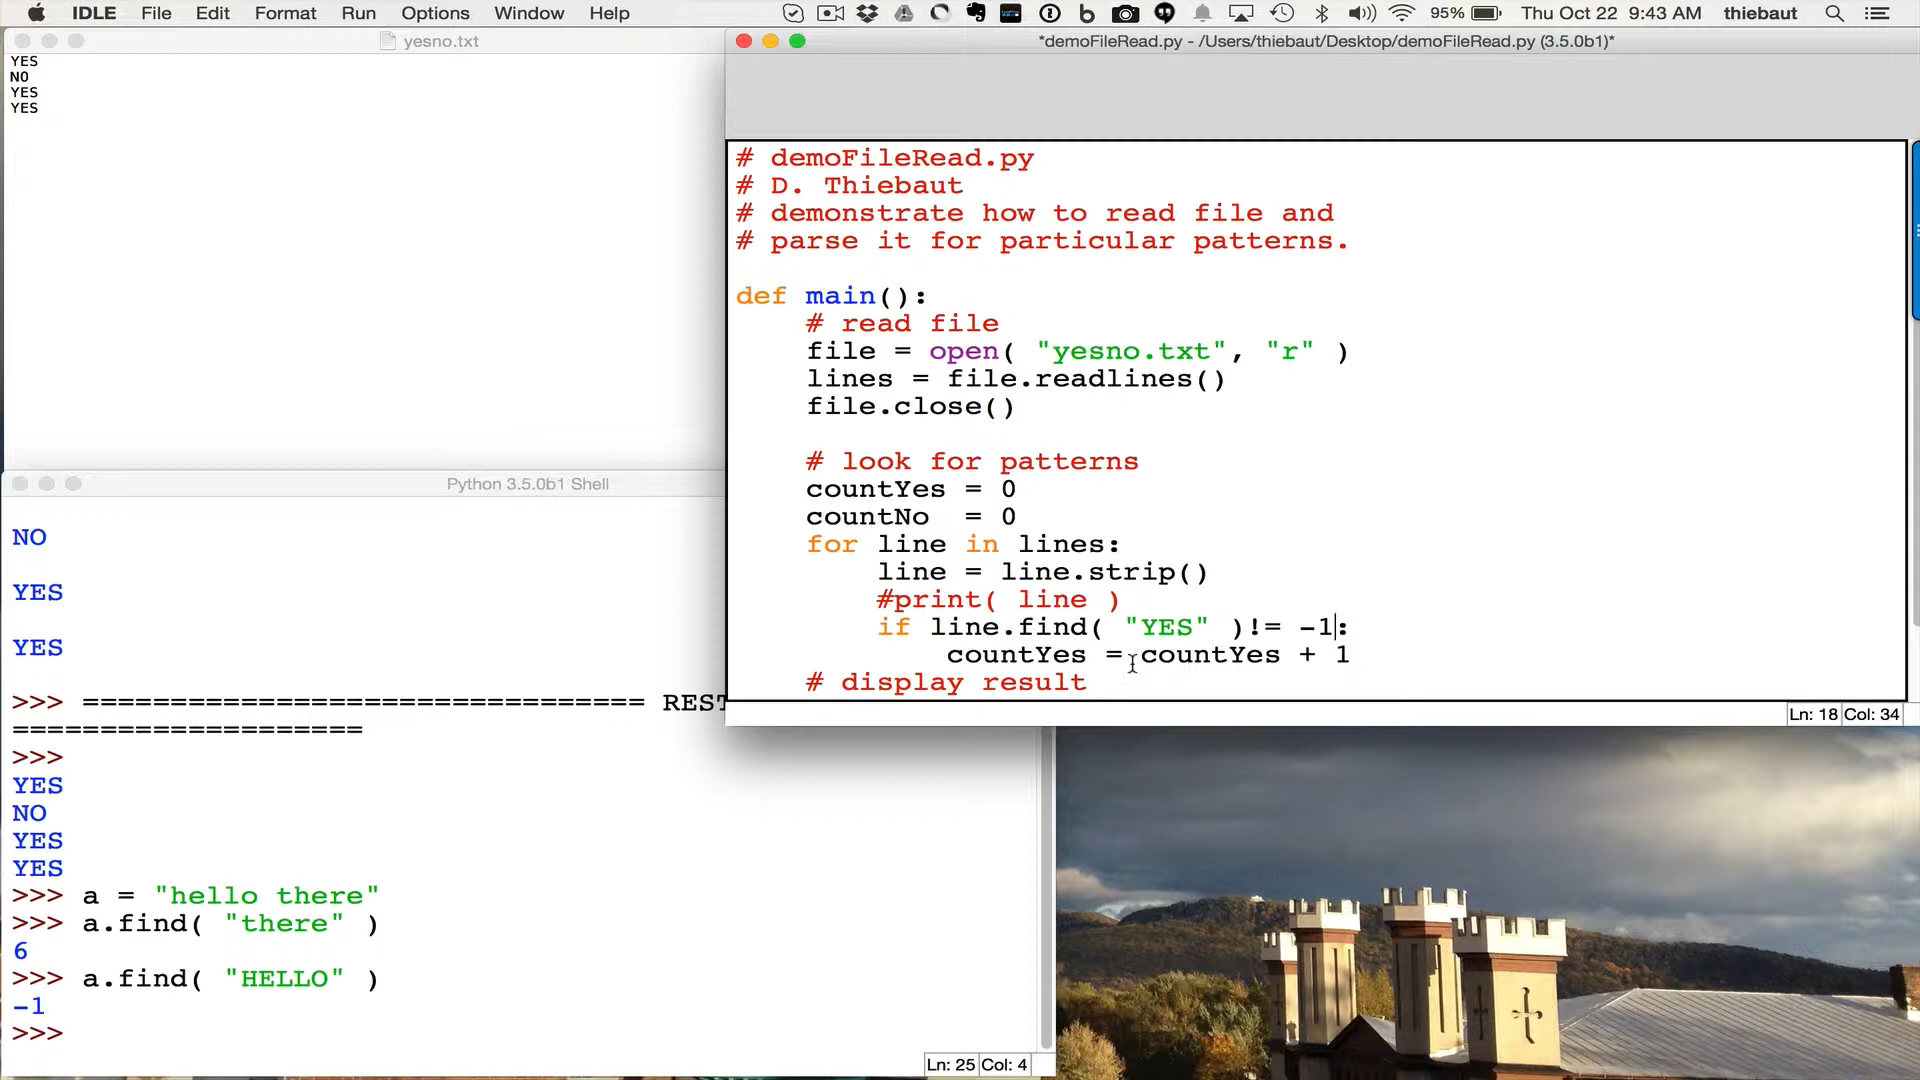 IDLE File Edit Format Run Options Window Help 95% Thu Oct 22 9:43 AM thiebaut
yesno.txt
YES
NO
YES
YES
*demoFileRead.py - /Users/thiebaut/Desktop/demoFileRead.py (3.5.0b1)*
# demoFileRead.py
# D. Thiebaut
# demonstrate how to read file and
# parse it for particular patterns.
def main():
# read file
file = open( "yesno.txt", "r" )
lines = file.readlines()
file.close()
# look for patterns
countYes = 0
countNo  = 0
for line in lines:
line = line.strip()
#print( line )
if line.find( "YES" )!= -1:
countYes = countYes + 1
# display result
Ln: 18 Col: 34
Python 3.5.0b1 Shell
NO
YES
YES
>>> ================================ REST
====================
>>>
YES
NO
YES
YES
>>> a = "hello there"
>>> a.find( "there" )
6
>>> a.find( "HELLO" )
-1
>>>
Ln: 25 Col: 4